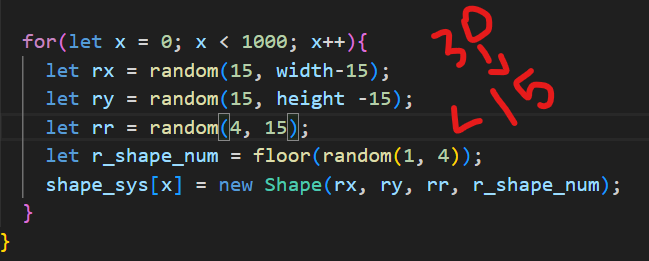 for(let x = 0; x < 1000; x++){
30
let rx = random(15, width-15);
let ry = random(15, height -15);
15
let rr = random(4, 15);
let r_shape_num = floor(random(1, 4));
shape_sys[x] = new Shape(rx, ry, rr, r_shape_num);
}
}